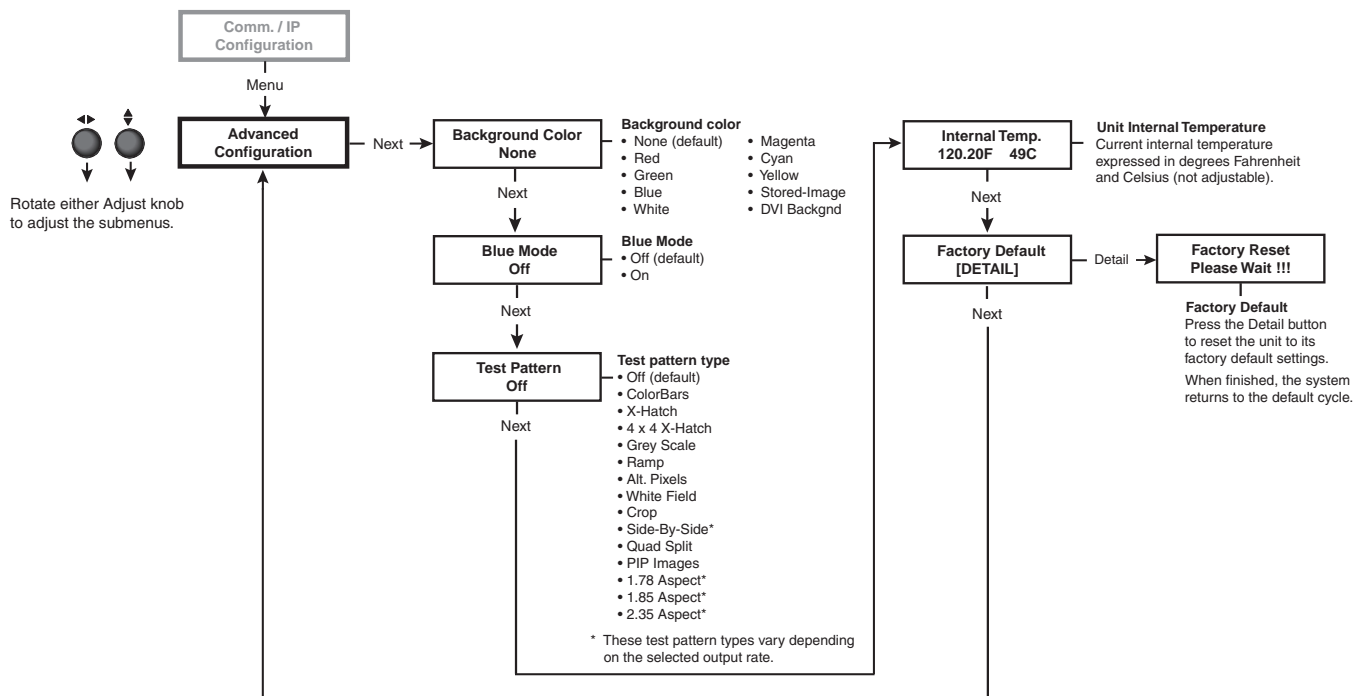 Comm. / IP
Configuration
Menu
Advanced
Configuration
Rotate either Adjust knob
to adjust the submenus.
Next
Background Color
None
Background color
• None (default)
• Red
• Green
• Blue
• White
• Magenta
• Cyan
• Yellow
• Stored-Image
• DVI Backgnd
Next
Blue Mode
Off
Blue Mode
• Off (default)
• On
Next
Test Pattern
Off
Test pattern type
• Off (default)
• ColorBars
• X-Hatch
• 4 x 4 X-Hatch
• Grey Scale
• Ramp
• Alt. Pixels
• White Field
• Crop
• Side-By-Side*
• Quad Split
• PIP Images
• 1.78 Aspect*
• 1.85 Aspect*
• 2.35 Aspect*
* These test pattern types vary depending
on the selected output rate.
Next
Internal Temp.
120.20F 49C
Unit Internal Temperature
Current internal temperature
expressed in degrees Fahrenheit
and Celsius (not adjustable).
Next
Factory Default
[DETAIL]
Detail
Factory Reset
Please Wait !!!
Factory Default
Press the Detail button
to reset the unit to its
factory default settings.
When finished, the system
returns to the default cycle.
Next